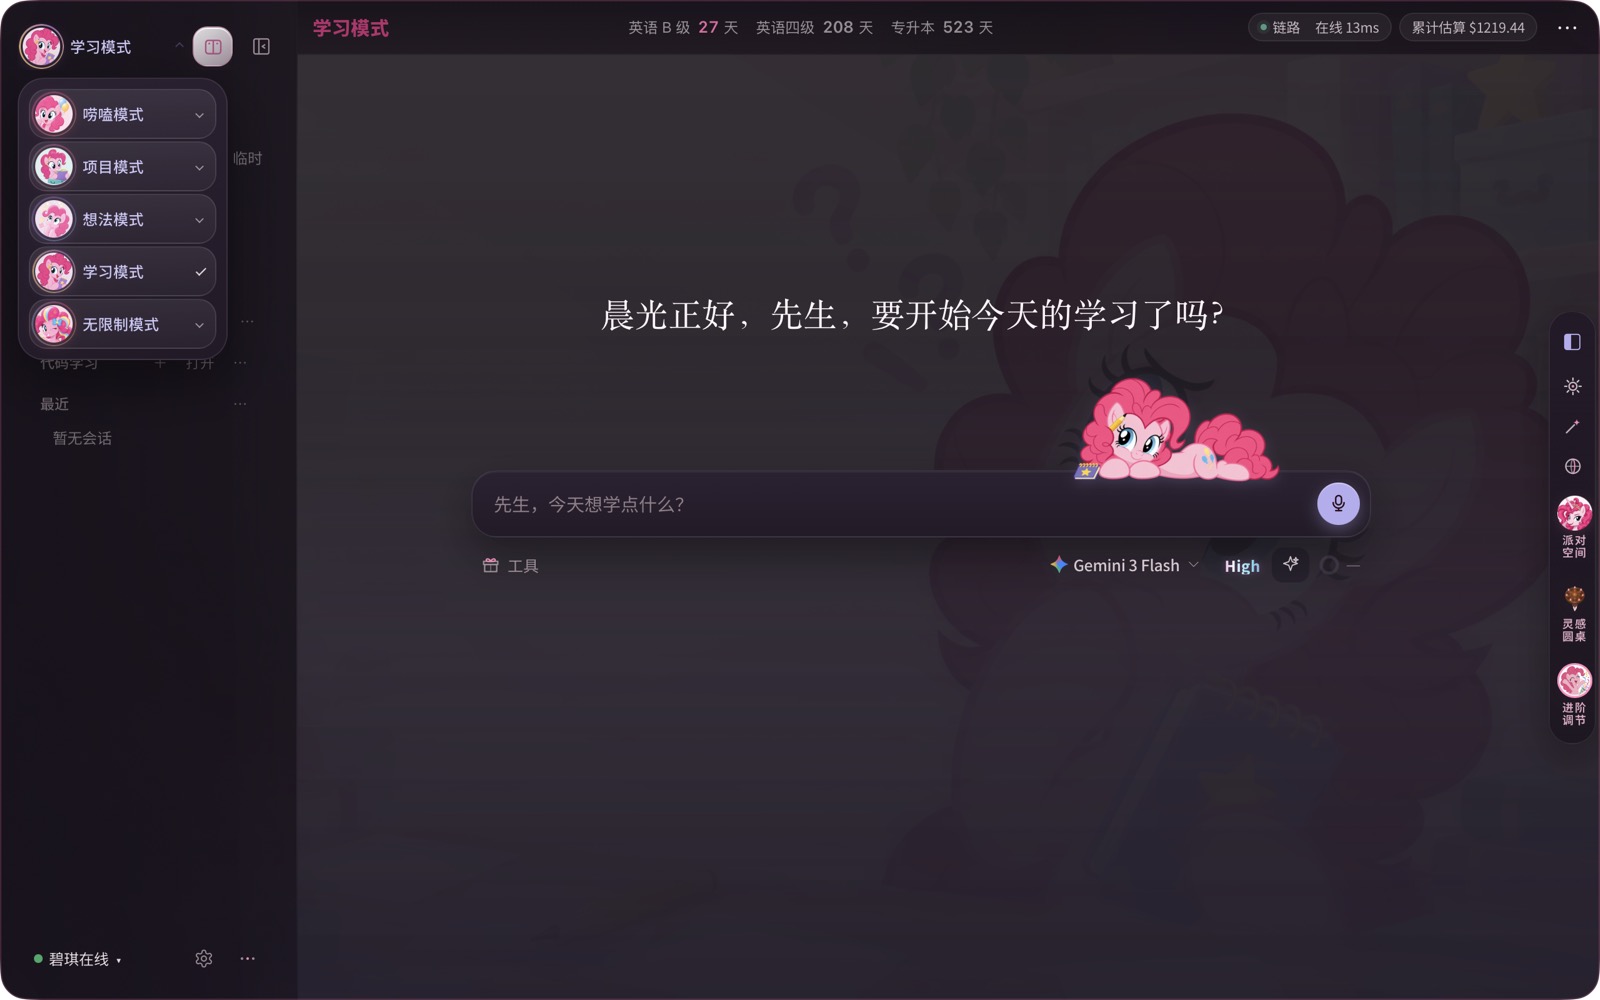 学习模式
学习模式
英语 B 级 27 天 英语四级 208 天 专升本 523 天
链路 在线 13ms
累计估算 $1219.44
唠嗑模式
项目模式
临时
想法模式
学习模式
无限制模式
代码学习 + 打开
最近
暂无会话
晨光正好，先生，要开始今天的学习了吗?
先生，今天想学点什么？
工具
Gemini 3 Flash
High
派对
空间
灵感
圆桌
进阶
调节
碧琪在线